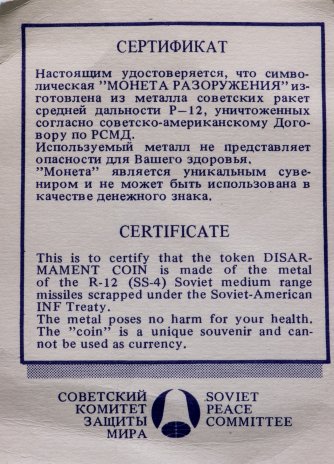 СЕРТИФИКАТ
Настоящим удостоверяется, что симво-
лическая "МОНЕТА РАЗОРУЖЕНИЯ" из-
готовлена из металла советских ракет
средней дальности Р—12, уничтоженных
согласно советско-американскому Дого-
вору по РСМД.
Используемый металл не представляет
опасности для Вашего здоровья.
"Монета" является уникальным суве-
ниром и не может быть использована в
качестве денежного знака.
CERTIFICATE
This is to certify that the token DISAR-
MAMENT COIN is made of the metal
of the R-12 (SS-4) Soviet medium range
missiles scrapped under the Soviet-American
INF Treaty.
The metal poses no harm for your health.
The "coin" is a unique souvenir and can-
not be used as currency.
СОВЕТСКИЙ
КОМИТЕТ
ЗАЩИТЫ
МИРА
SOVIET
PEACE
COMMITTEE